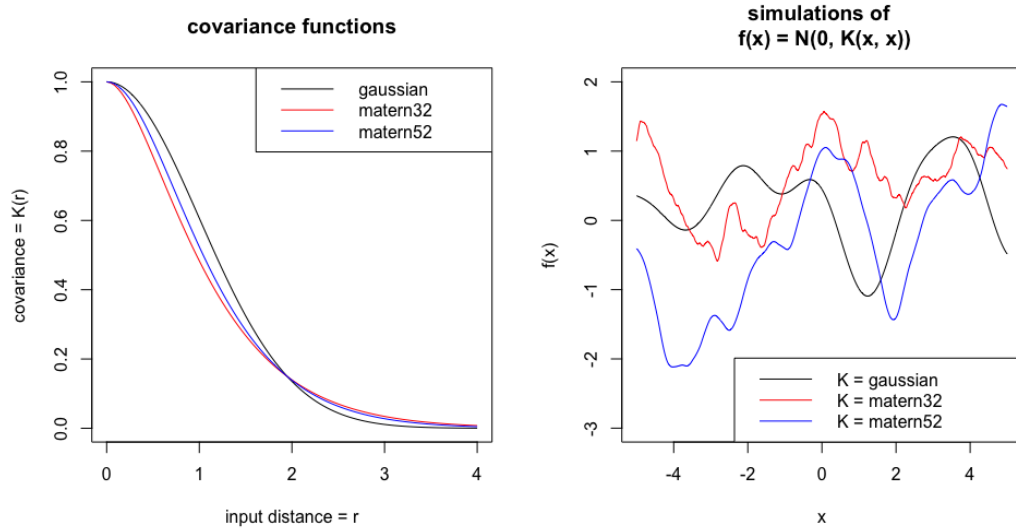 covariance functions
gaussian
matern32
matern52
1.0
0.8
0.6
0.4
0.2
0.0
covariance = K(r)
0
1
2
3
4
input distance = r
simulations of
f(x) = N(0, K(x, x))
2
1
0
-1
-2
-3
f(x)
K = gaussian
K = matern32
K = matern52
-4
-2
0
2
4
x